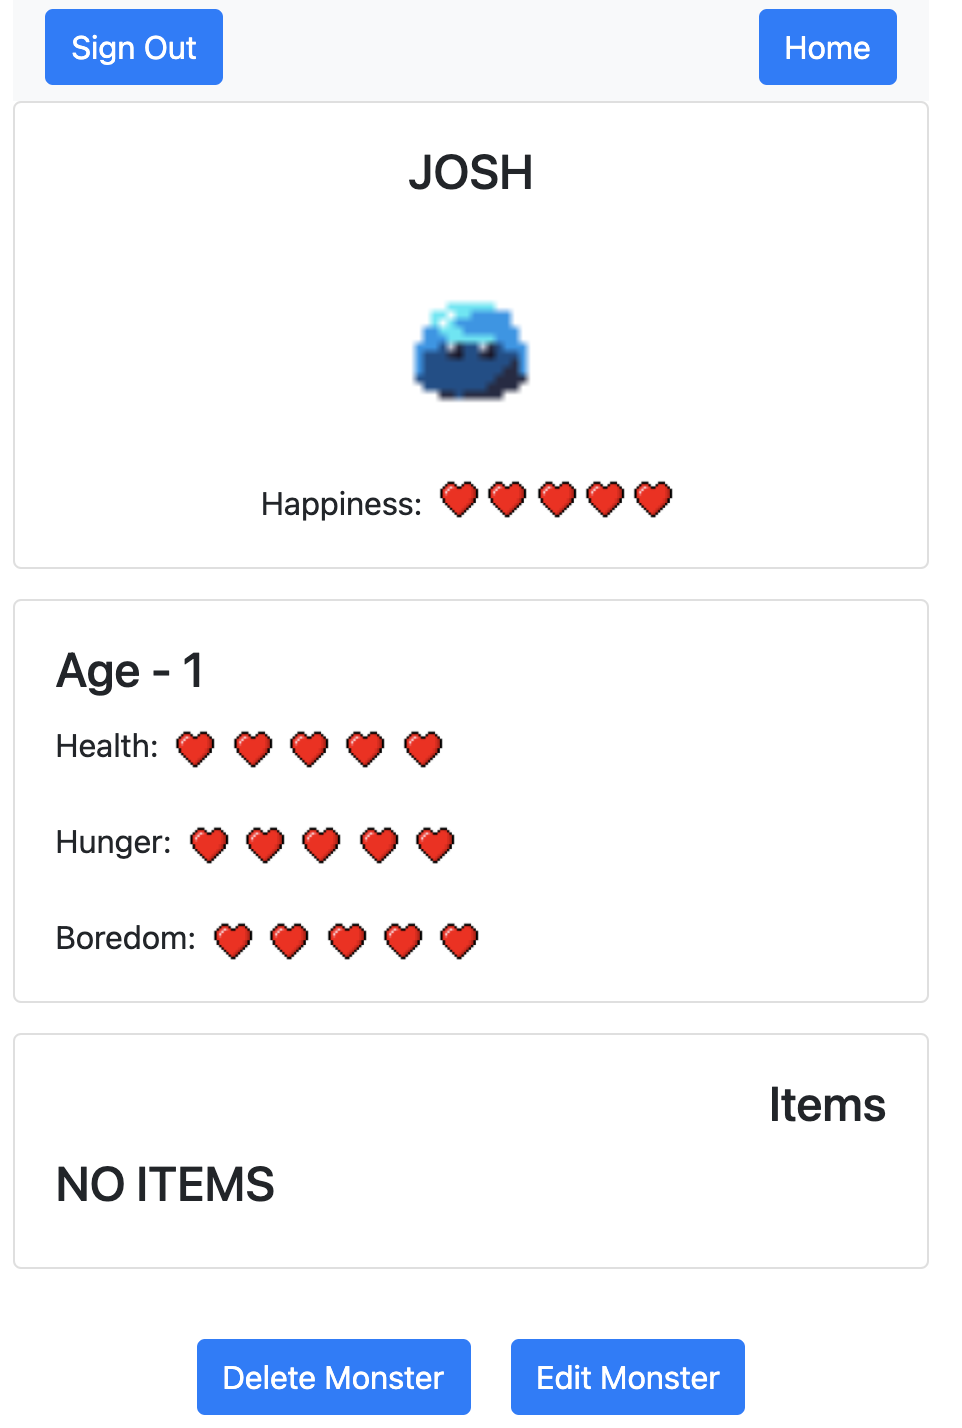 Sign Out
Home
JOSH
Happiness:
Age - 1
Health:
Hunger:
Boredom:
Items
NO ITEMS
Delete Monster
Edit Monster